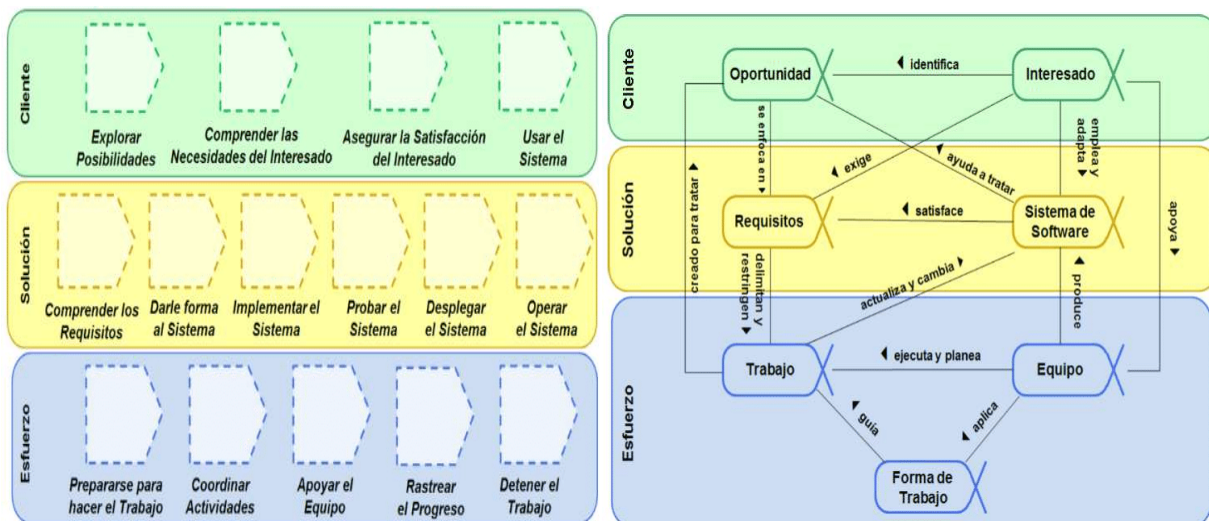 Cliente
Explorar
Posibilidades
Comprender las
Necesidades del Interesado
Asegurar la Satisfacción
del Interesado
Usar el
Sistema
Solución
Comprender los
Requisitos
Darle forma
al Sistema
Implementar el
Sistema
Probar el
Sistema
Desplegar
el Sistema
Operar
el Sistema
Esfuerzo
Prepararse para
hacer el Trabajo
Coordinar
Actividades
Apoyar el
Equipo
Rastrear
el Progreso
Detener el
Trabajo
Cliente
Oportunidad
identifica
Interesado
se enfoca en
exige
ayuda a tratar
emplea y
adapta
Solución
creado para tratar
Requisitos
satisface
Sistema de
Software
apoya
delimitan y
restringen
actualiza y cambia
produce
Esfuerzo
Trabajo
ejecuta y planea
Equipo
guía
aplica
Forma de
Trabajo